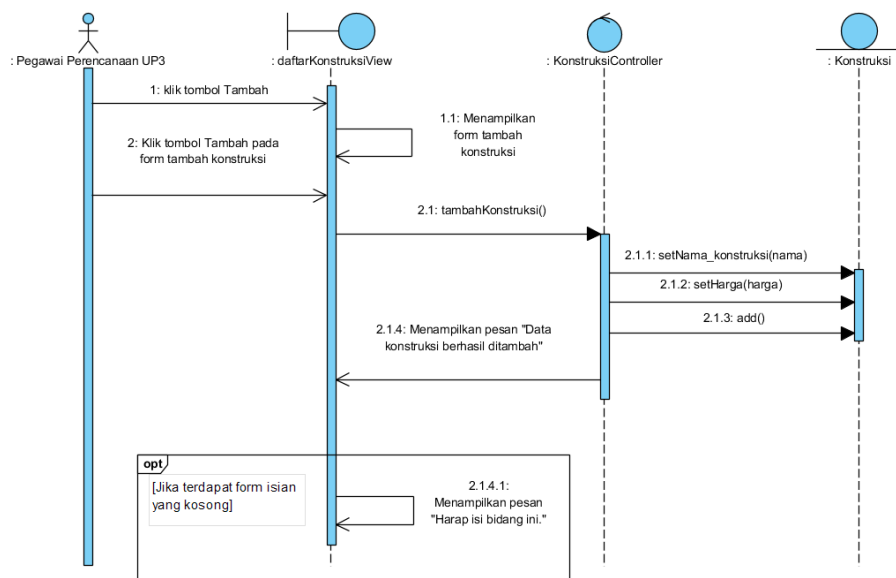 : Pegawai Perencanaan UP3
: daftarKonstruksiView
: KonstruksiController
: Konstruksi
1: klik tombol Tambah
1.1: Menampilkan
form tambah
konstruksi
2: Klik tombol Tambah pada
form tambah konstruksi
2.1: tambahKonstruksi()
2.1.1: setNama_konstruksi(nama)
2.1.2: setHarga(harga)
2.1.3: add()
2.1.4: Menampilkan pesan "Data
konstruksi berhasil ditambah"
opt
[Jika terdapat form isian
yang kosong]
2.1.4.1:
Menampilkan pesan
"Harap isi bidang ini."